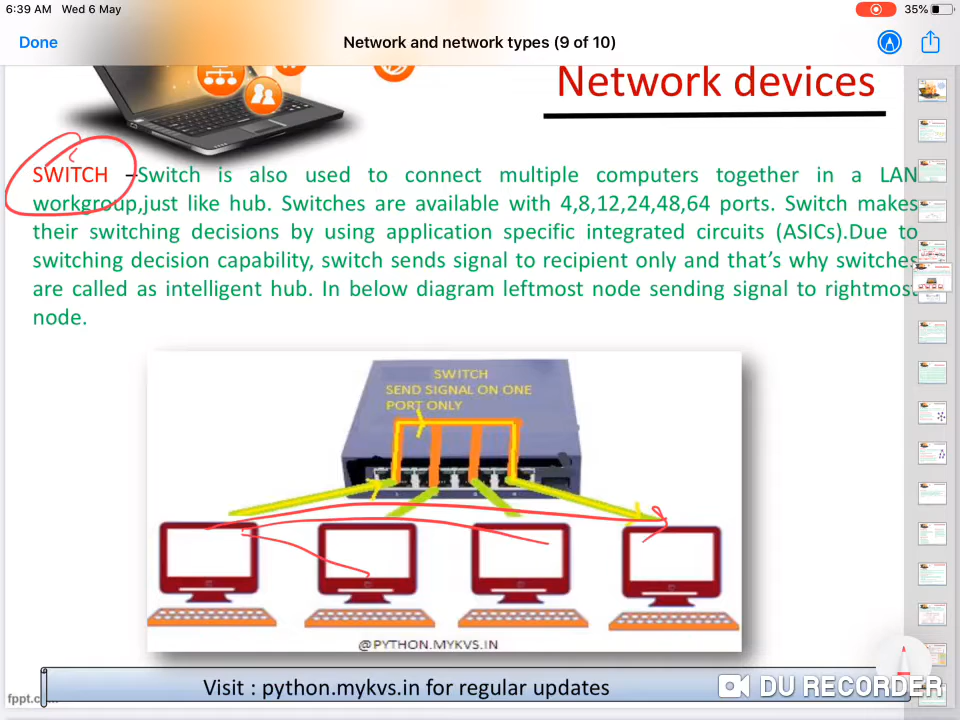 6:39 AM Wed 6 May
35%
Done
Network and network types (9 of 10)
Network devices
SWITCH –Switch is also used to connect multiple computers together in a LAN
workgroup,just like hub. Switches are available with 4,8,12,24,48,64 ports. Switch makes
their switching decisions by using application specific integrated circuits (ASICs).Due to
switching decision capability, switch sends signal to recipient only and that's why switches
are called as intelligent hub. In below diagram leftmost node sending signal to rightmost
node.
SWITCH
SEND SIGNAL ON ONE
PORT ONLY
@PYTHON.MYKVS.IN
Visit : python.mykvs.in for regular updates
DU RECORDER